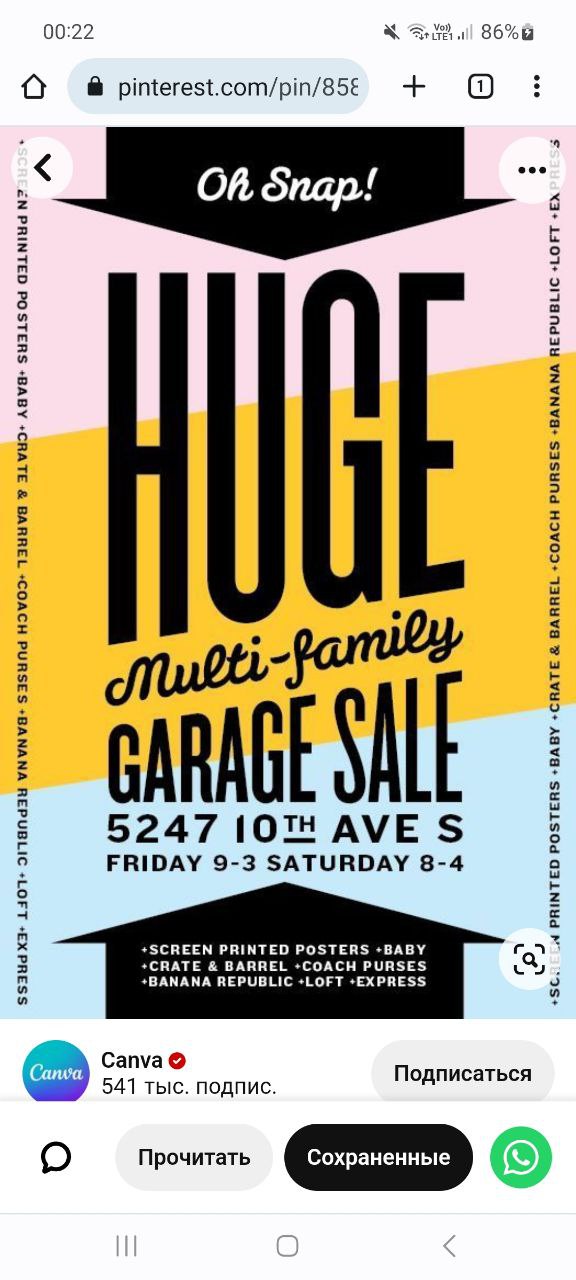 00:22
Vo)) LTE1 86%
pinterest.com/pin/858
1
Oh Snap!
HUGE
Multi-family
GARAGE SALE
5247 10TH AVE S
FRIDAY 9-3 SATURDAY 8-4
+SCREEN PRINTED POSTERS +BABY
+CRATE & BARREL +COACH PURSES
+BANANA REPUBLIC +LOFT +EXPRESS
+SCREEN PRINTED POSTERS +BABY +CRATE & BARREL +COACH PURSES +BANANA REPUBLIC +LOFT +EXPRESS
+SCREEN PRINTED POSTERS +BABY +CRATE & BARREL +COACH PURSES +BANANA REPUBLIC +LOFT +EXPRESS
Canva
Canva
541 тыс. подпис.
Подписаться
Прочитать
Сохраненные